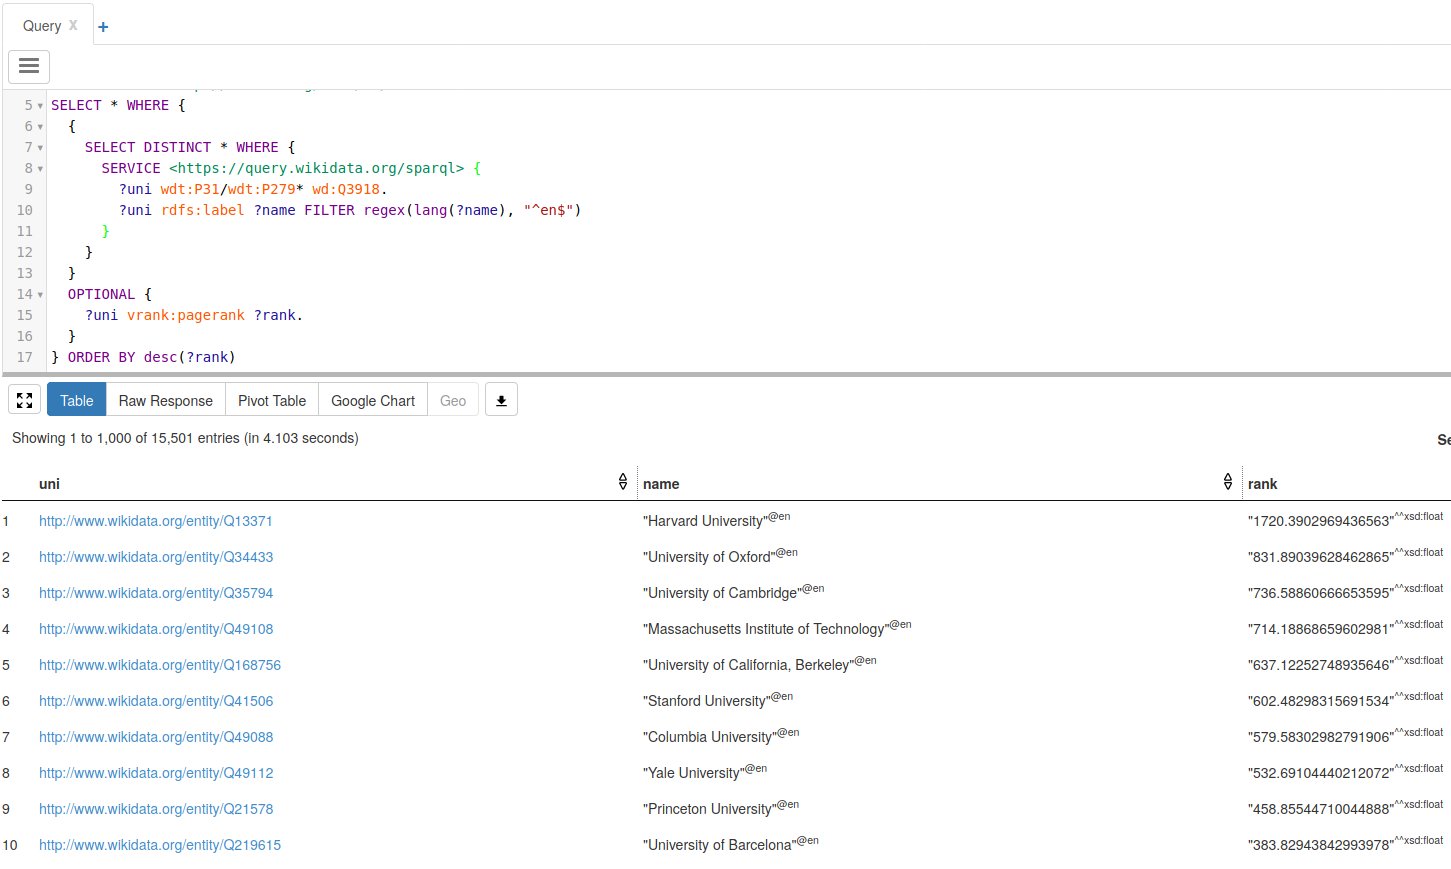 Query X +
5 SELECT * WHERE {
6 {
7 SELECT DISTINCT * WHERE {
8 SERVICE <https://query.wikidata.org/sparql> {
9 ?uni wdt:P31/wdt:P279* wd:Q3918.
10 ?uni rdfs:label ?name FILTER regex(lang(?name), "^en$")
11 }
12 }
13 }
14 OPTIONAL {
15 ?uni vrank:pagerank ?rank.
16 }
17 } ORDER BY desc(?rank)
Table Raw Response Pivot Table Google Chart Geo
Showing 1 to 1,000 of 15,501 entries (in 4.103 seconds) Se
uni name rank
1 http://www.wikidata.org/entity/Q13371 "Harvard University"@en "1720.3902969436563"^^xsd:float
2 http://www.wikidata.org/entity/Q34433 "University of Oxford"@en "831.89039628462865"^^xsd:float
3 http://www.wikidata.org/entity/Q35794 "University of Cambridge"@en "736.58860666653595"^^xsd:float
4 http://www.wikidata.org/entity/Q49108 "Massachusetts Institute of Technology"@en "714.18868659602981"^^xsd:float
5 http://www.wikidata.org/entity/Q168756 "University of California, Berkeley"@en "637.12252748935646"^^xsd:float
6 http://www.wikidata.org/entity/Q41506 "Stanford University"@en "602.48298315691534"^^xsd:float
7 http://www.wikidata.org/entity/Q49088 "Columbia University"@en "579.58302982791906"^^xsd:float
8 http://www.wikidata.org/entity/Q49112 "Yale University"@en "532.69104440212072"^^xsd:float
9 http://www.wikidata.org/entity/Q21578 "Princeton University"@en "458.85544710044888"^^xsd:float
10 http://www.wikidata.org/entity/Q219615 "University of Barcelona"@en "383.82943842993978"^^xsd:float